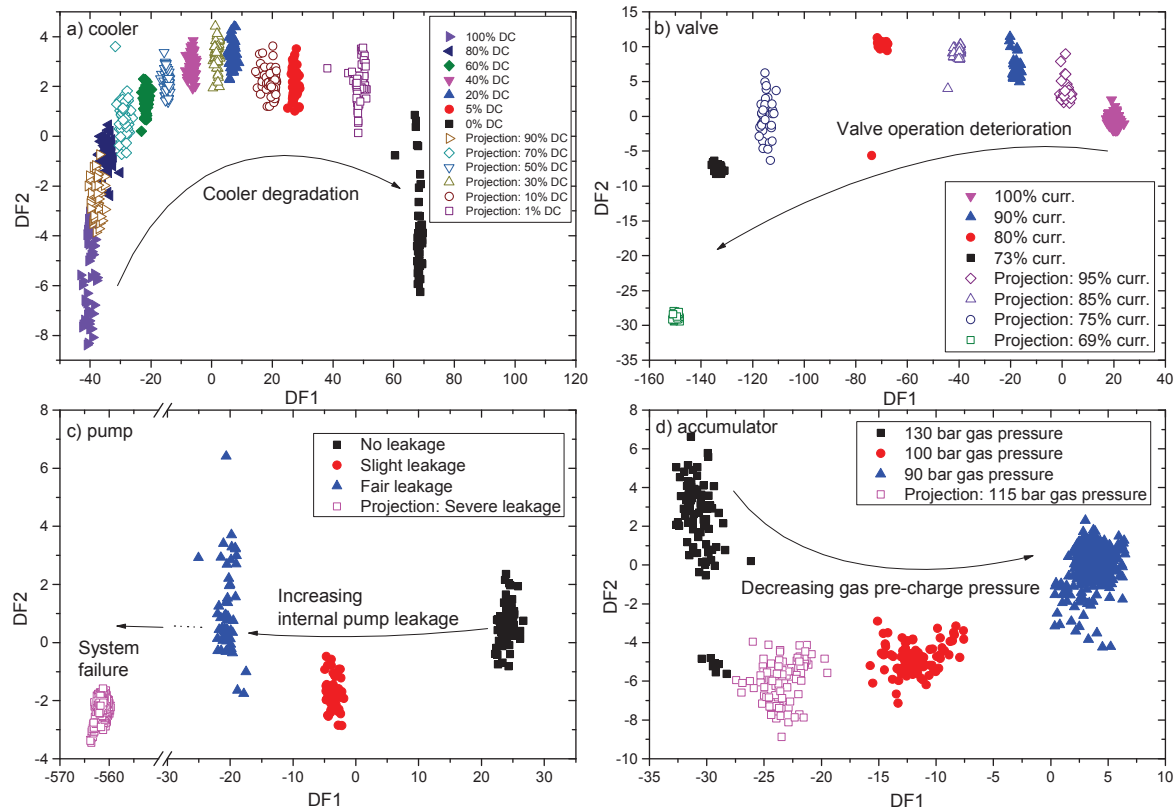 a) cooler
4
2
0
-2
-4
-6
-8
DF2
-40
-20
0
20
40
60
80
100
120
DF1
Cooler degradation
100% DC
80% DC
60% DC
40% DC
20% DC
5% DC
0% DC
Projection: 90% DC
Projection: 70% DC
Projection: 50% DC
Projection: 30% DC
Projection: 10% DC
Projection: 1% DC
b) valve
15
10
5
0
-5
-10
-15
-20
-25
-30
-35
DF2
-160
-140
-120
-100
-80
-60
-40
-20
0
20
40
DF1
Valve operation deterioration
100% curr.
90% curr.
80% curr.
73% curr.
Projection: 95% curr.
Projection: 85% curr.
Projection: 75% curr.
Projection: 69% curr.
c) pump
8
6
4
2
0
-2
-4
DF2
-570
-560
-30
-20
-10
0
10
20
30
DF1
No leakage
Slight leakage
Fair leakage
Projection: Severe leakage
Increasing
internal pump leakage
System
failure
d) accumulator
8
6
4
2
0
-2
-4
-6
-8
-10
DF2
-35
-30
-25
-20
-15
-10
-5
0
5
10
DF1
130 bar gas pressure
100 bar gas pressure
90 bar gas pressure
Projection: 115 bar gas pressure
Decreasing gas pre-charge pressure